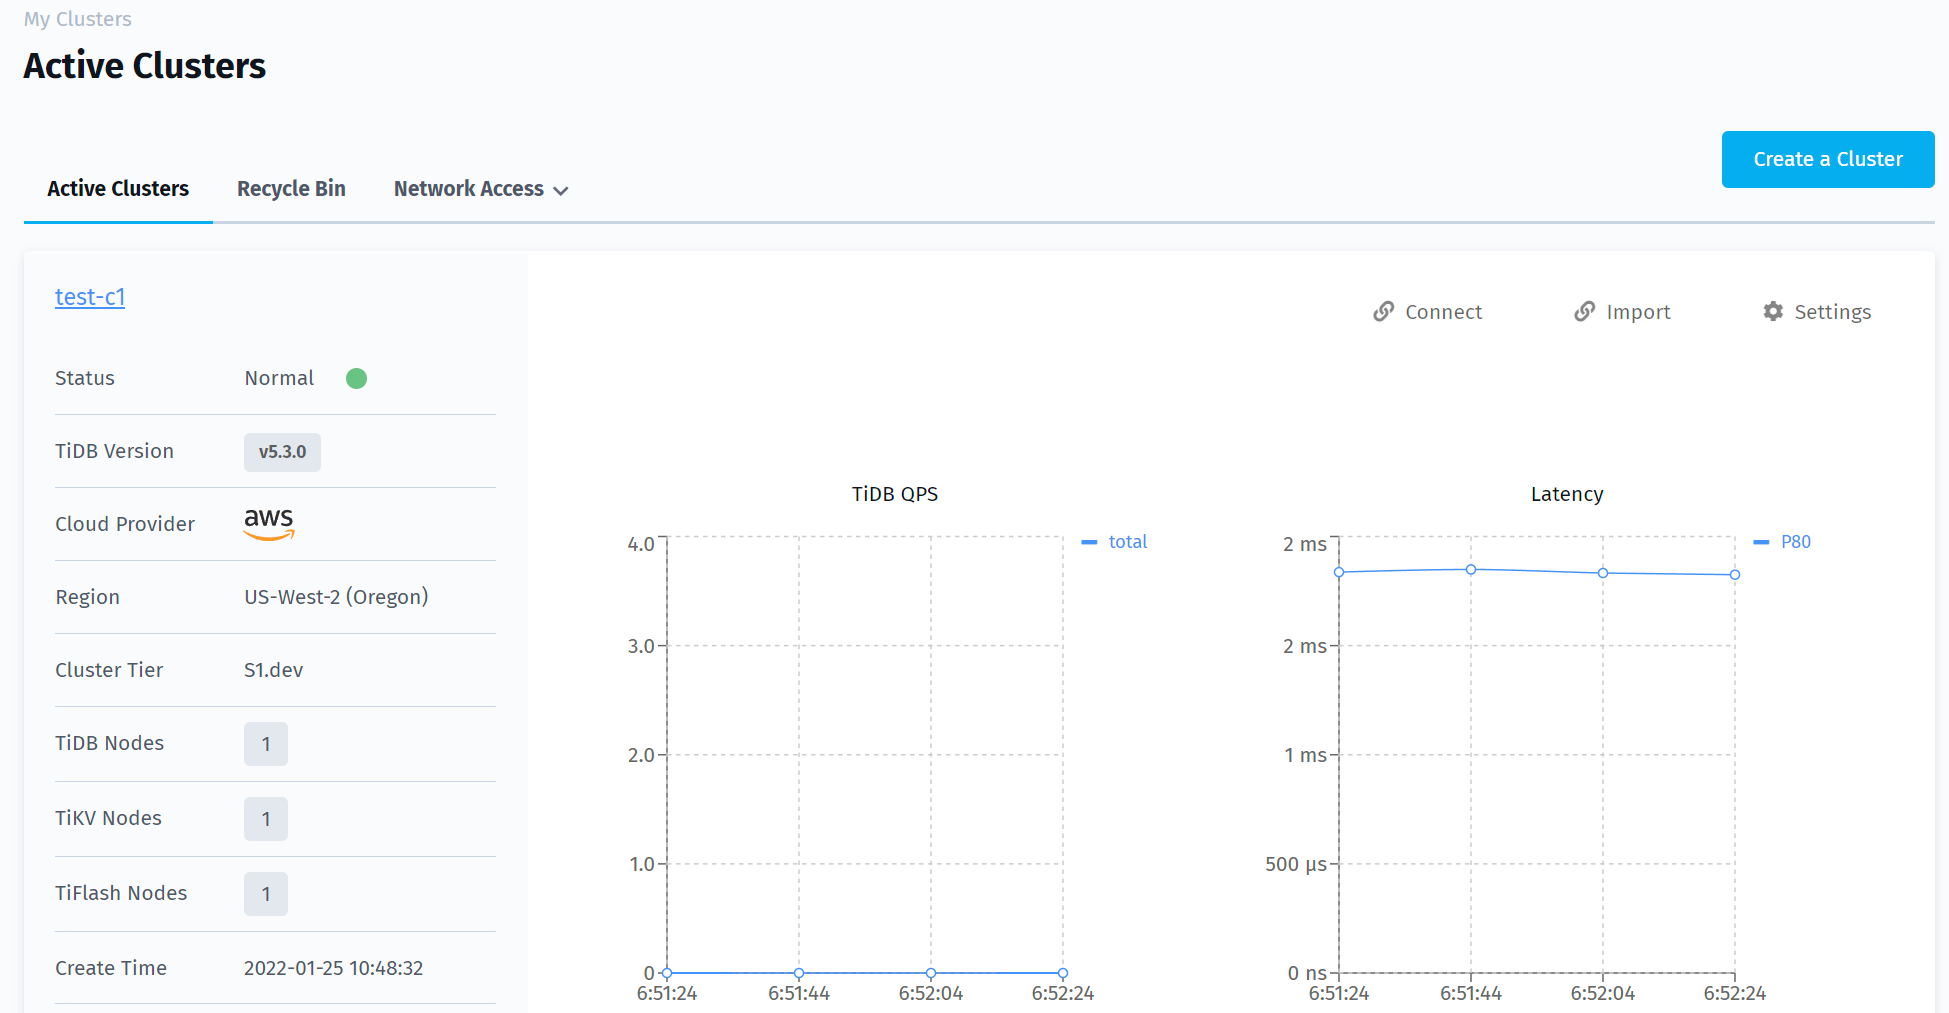 My Clusters
Active Clusters
Create a Cluster
Active Clusters Recycle Bin Network Access
test-c1
Connect Import Settings
Status Normal
TiDB Version v5.3.0
Cloud Provider aws
Region US-West-2 (Oregon)
Cluster Tier S1.dev
TiDB Nodes 1
TiKV Nodes 1
TiFlash Nodes 1
Create Time 2022-01-25 10:48:32
TiDB QPS
total
4.0
3.0
2.0
1.0
0
6:51:24 6:51:44 6:52:04 6:52:24
Latency
P80
2 ms
2 ms
1 ms
500 µs
0 ns
6:51:24 6:51:44 6:52:04 6:52:24